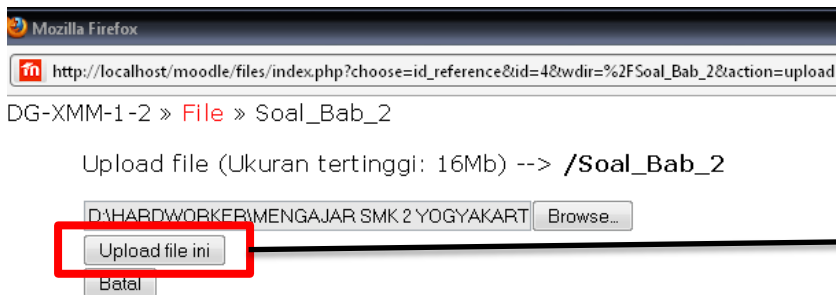 Mozilla Firefox
http://localhost/moodle/files/index.php?choose=id_reference&id=4&wdir=%2FSoal_Bab_2&action=upload
DG-XMM-1-2 » File » Soal_Bab_2
Upload file (Ukuran tertinggi: 16Mb) --> /Soal_Bab_2
D:\HARDWORKER\MENGAJAR SMK 2 YOGYAKART Browse...
Upload file ini
Batal